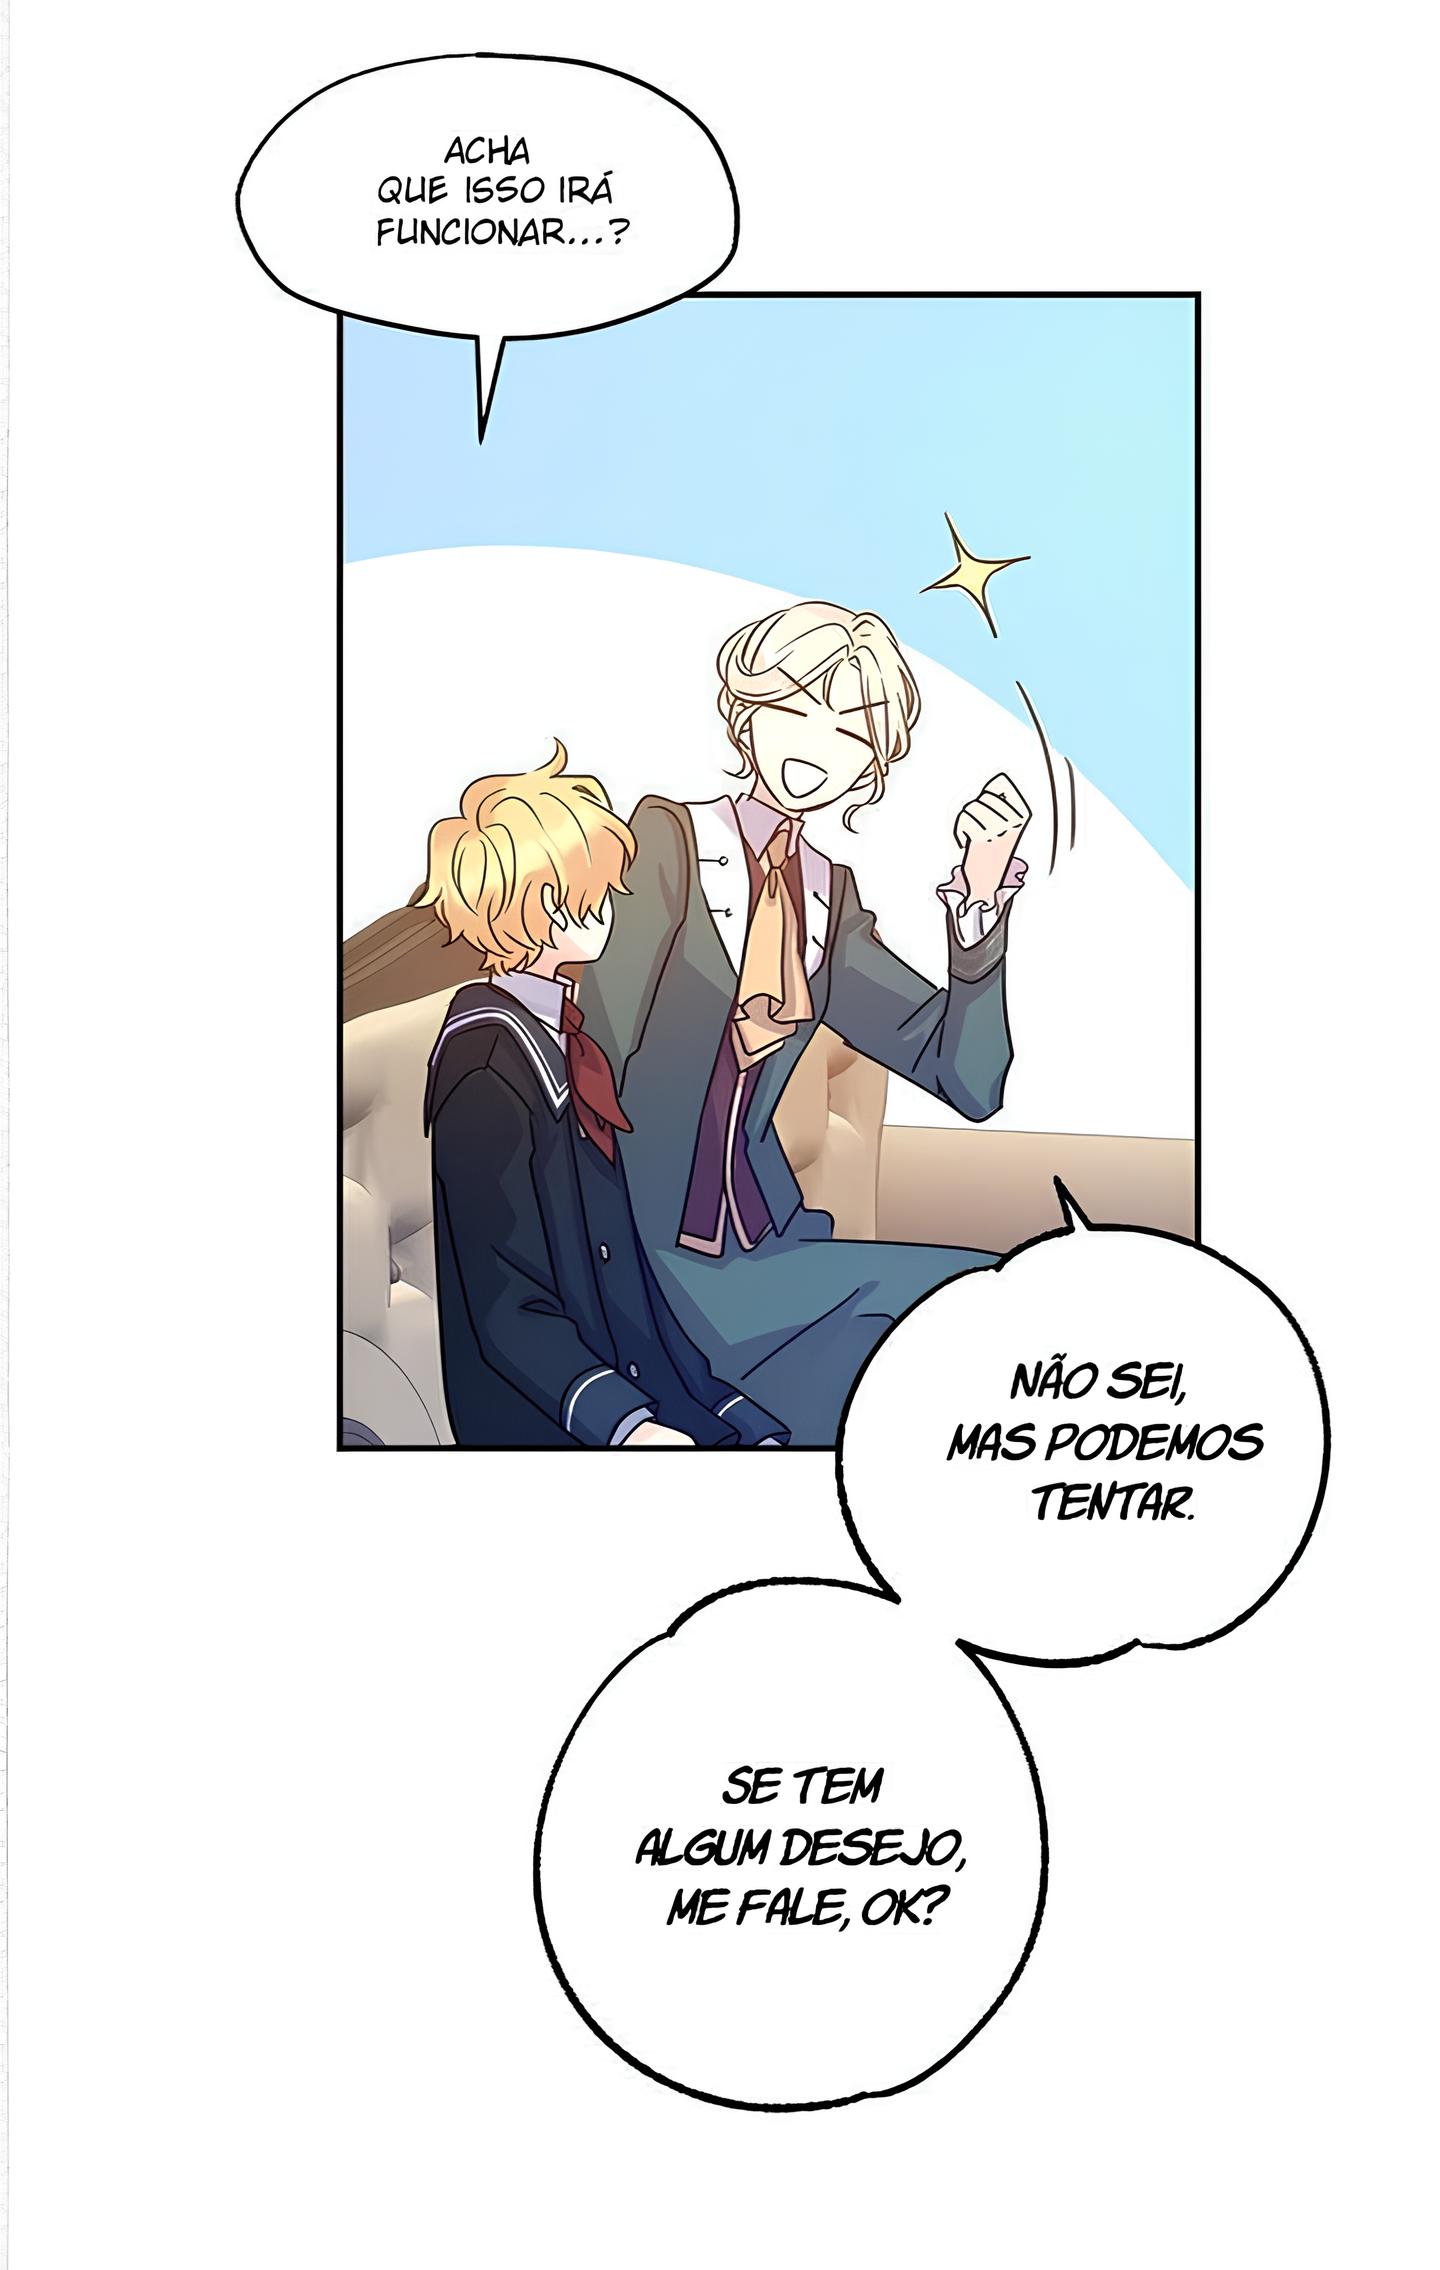 ACHA
QUE ISSO IRÁ
FUNCIONAR...?
NÃO SEI,
MAS PODEMOS
TENTAR.
SE TEM
ALGUM DESEJO,
ME FALE, OK?